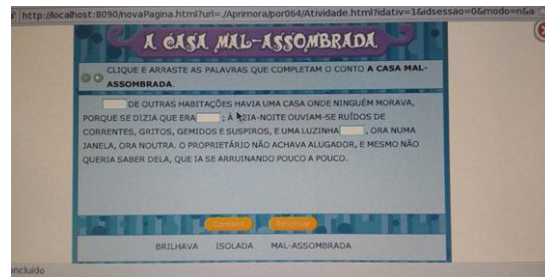 http://localhost:8090/novaPagina.html?url=./Aprimora/por064/Atividade.html?idativ=1&idsessao=0&modo=n&a
A CASA MAL-ASSOMBRADA
CLIQUE E ARRASTE AS PALAVRAS QUE COMPLETAM O CONTO A CASA MAL-
ASSOMBRADA.
DE OUTRAS HABITAÇÕES HAVIA UMA CASA ONDE NINGUÉM MORAVA,
PORQUE SE DIZIA QUE ERA ; À MEIA-NOITE OUVIAM-SE RUÍDOS DE
CORRENTES, GRITOS, GEMIDOS E SUSPIROS, E UMA LUZINHA , ORA NUMA
JANELA, ORA NOUTRA. O PROPRIETÁRIO NÃO ACHAVA ALUGADOR, E MESMO NÃO
QUERIA SABER DELA, QUE IA SE ARRUINANDO POUCO A POUCO.
BRILHAVA ISOLADA MAL-ASSOMBRADA
ncluído